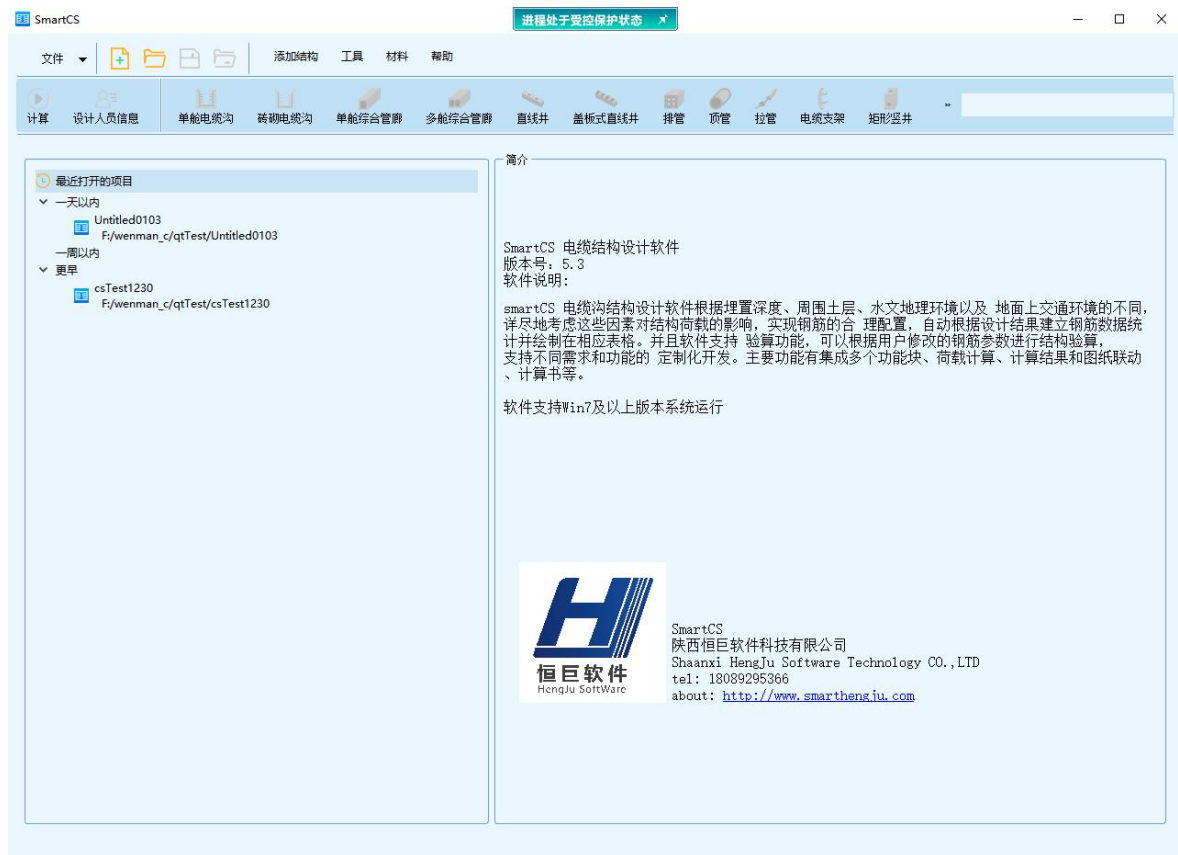 SmartCS
进程处于受控保护状态
文件
添加结构 工具 材料 帮助
计算 设计人员信息 单舱电缆沟 砖砌电缆沟 单舱综合管廊 多舱综合管廊 直线井 盖板式直线井 排管 顶管 拉管 电缆支架 矩形竖井 »
最近打开的项目
一天以内
Untitled0103
F:/wenman_c/qtTest/Untitled0103
一周以内
更早
csTest1230
F:/wenman_c/qtTest/csTest1230
简介
SmartCS 电缆结构设计软件
版本号: 5.3
软件说明:
smartCS 电缆沟结构设计软件根据埋置深度、周围土层、水文地理环境以及 地面上交通环境的不同,
详尽地考虑这些因素对结构荷载的影响, 实现钢筋的合 理配置, 自动根据设计结果建立钢筋数据统
计并绘制在相应表格。并且软件支持 验算功能, 可以根据用户修改的钢筋参数进行结构验算,
支持不同需求和功能的 定制化开发。主要功能有集成多个功能块、荷载计算、计算结果和图纸联动
、计算书等。
软件支持Win7及以上版本系统运行
恒巨软件
HengJu SoftWare
SmartCS
陕西恒巨软件科技有限公司
Shaanxi HengJu Software Technology CO.,LTD
tel: 18089295366
about: http://www.smarthengju.com